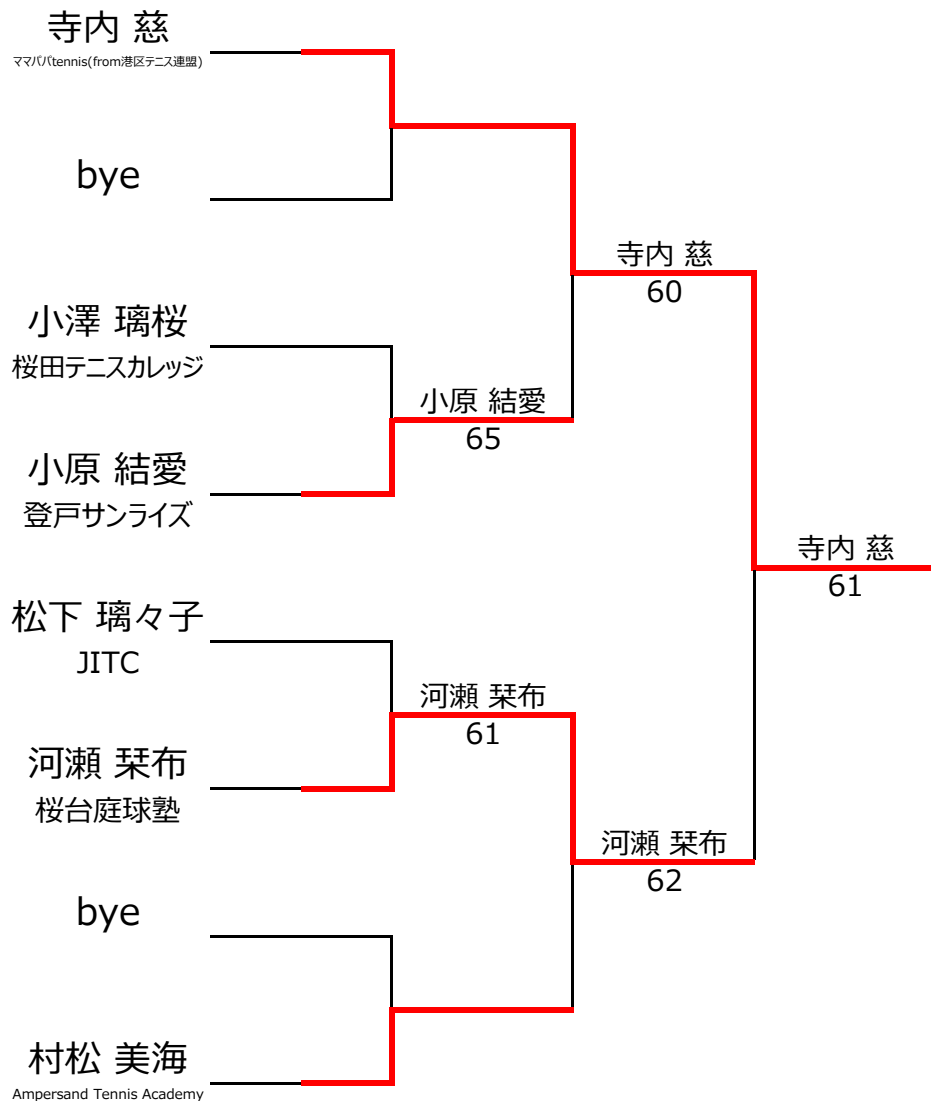 寺内 慈
ママパパtennis(from港区テニス連盟)
bye
小澤 璃桜
桜田テニスカレッジ
小原 結愛
登戸サンライズ
松下 璃々子
JITC
河瀬 栞布
桜台庭球塾
bye
村松 美海
Ampersand Tennis Academy
小原 結愛
65
河瀬 栞布
61
寺内 慈
60
河瀬 栞布
62
寺内 慈
61